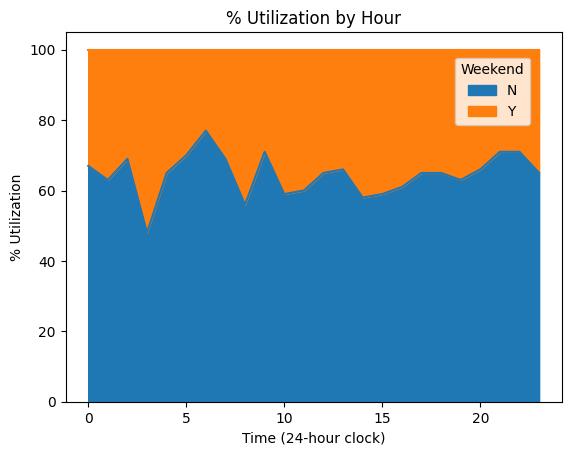 % Utilization by Hour
Weekend
N
Y
% Utilization
100
80
60
40
20
0
0 5 10 15 20
Time (24-hour clock)